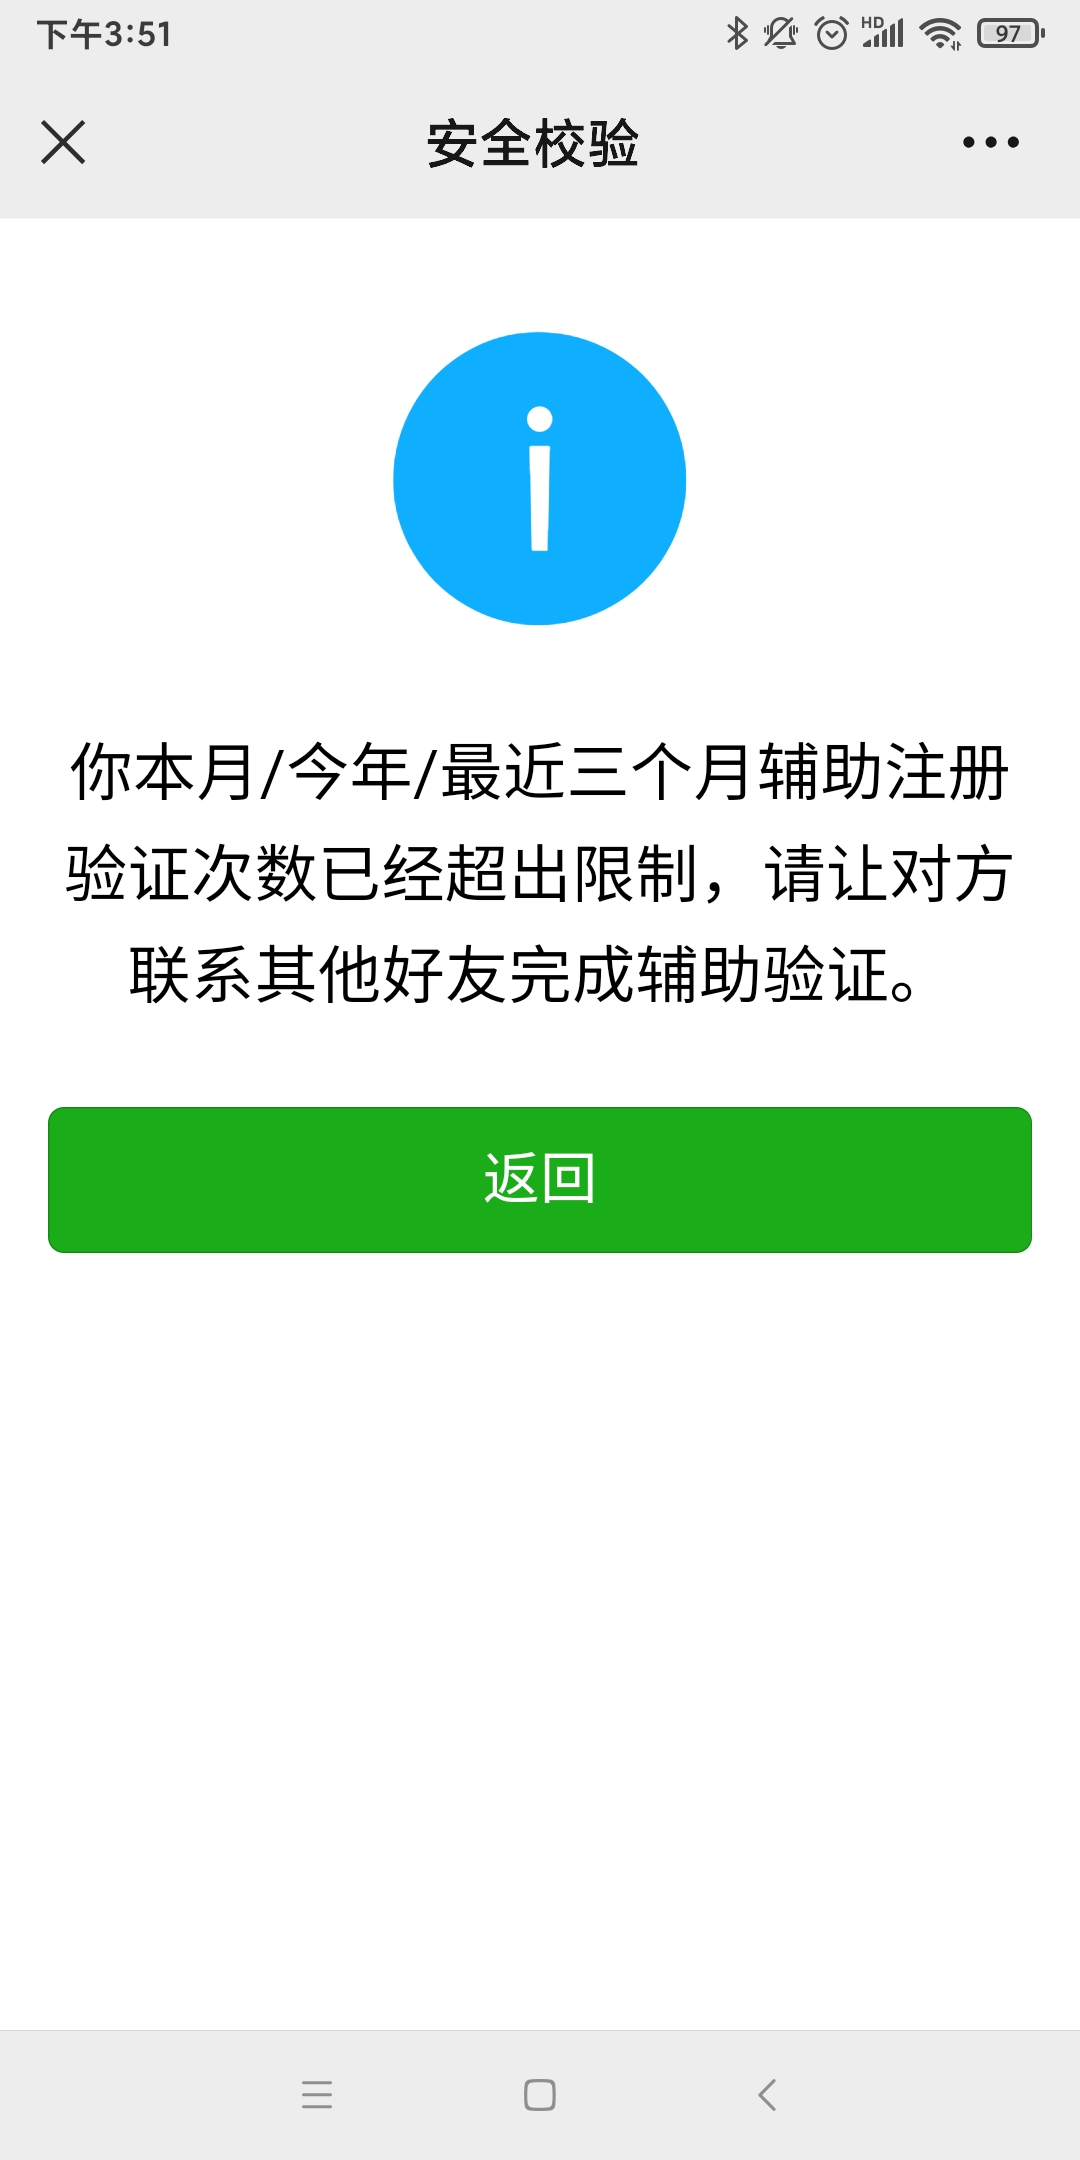 下午3:51
HD
97
安全校验
你本月/今年/最近三个月辅助注册
验证次数已经超出限制，请让对方
联系其他好友完成辅助验证。
返回